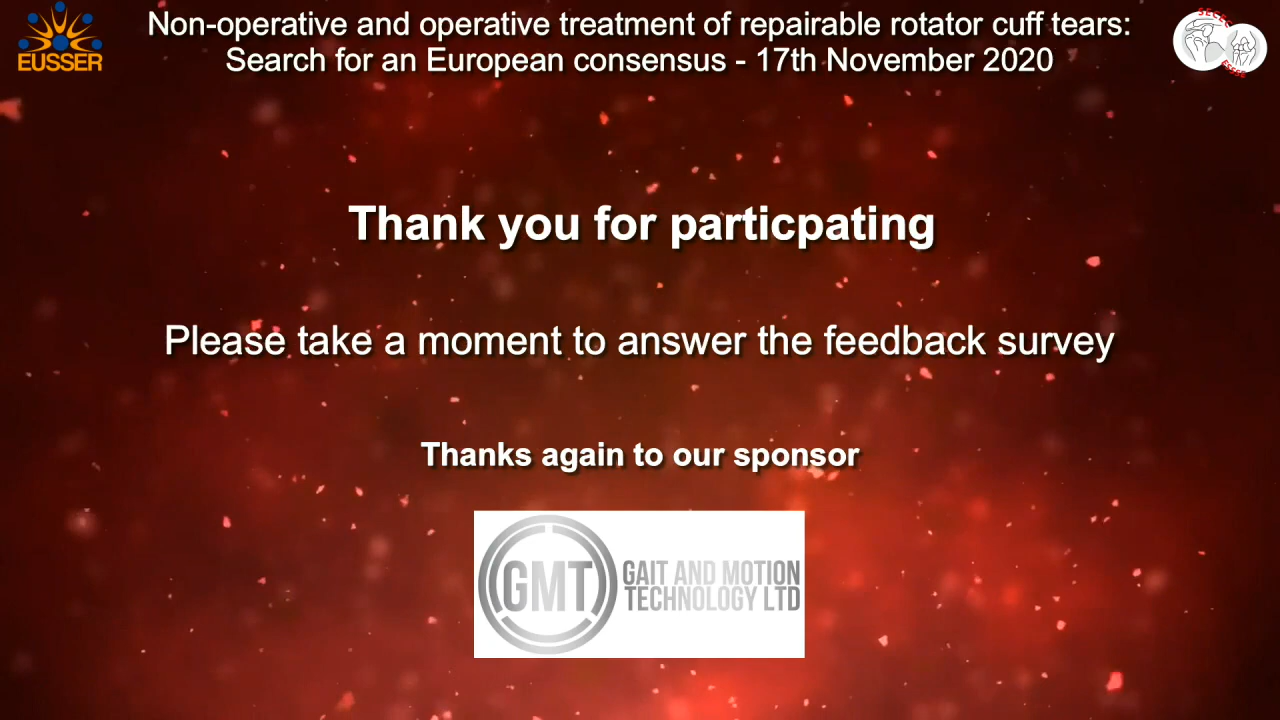 Non-operative and operative treatment of repairable rotator cuff tears:
Search for an European consensus - 17th November 2020
EUSSER
SECEC
ESSSE
Thank you for particpating
Please take a moment to answer the feedback survey
Thanks again to our sponsor
GMT
GAIT AND MOTION
TECHNOLOGY LTD